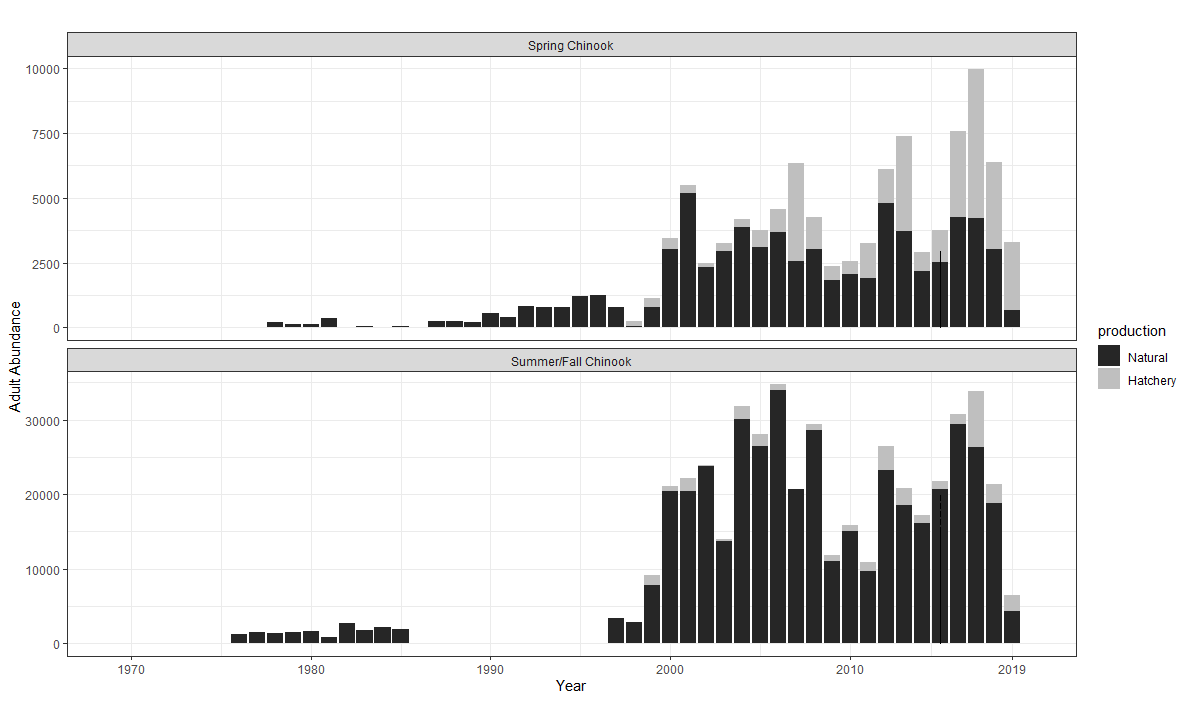 Spring Chinook
10000
7500
5000
2500
0
Summer/Fall Chinook
30000
20000
10000
0
Adult Abundance
1970
1980
1990
2000
2010
2019
Year
production
Natural
Hatchery